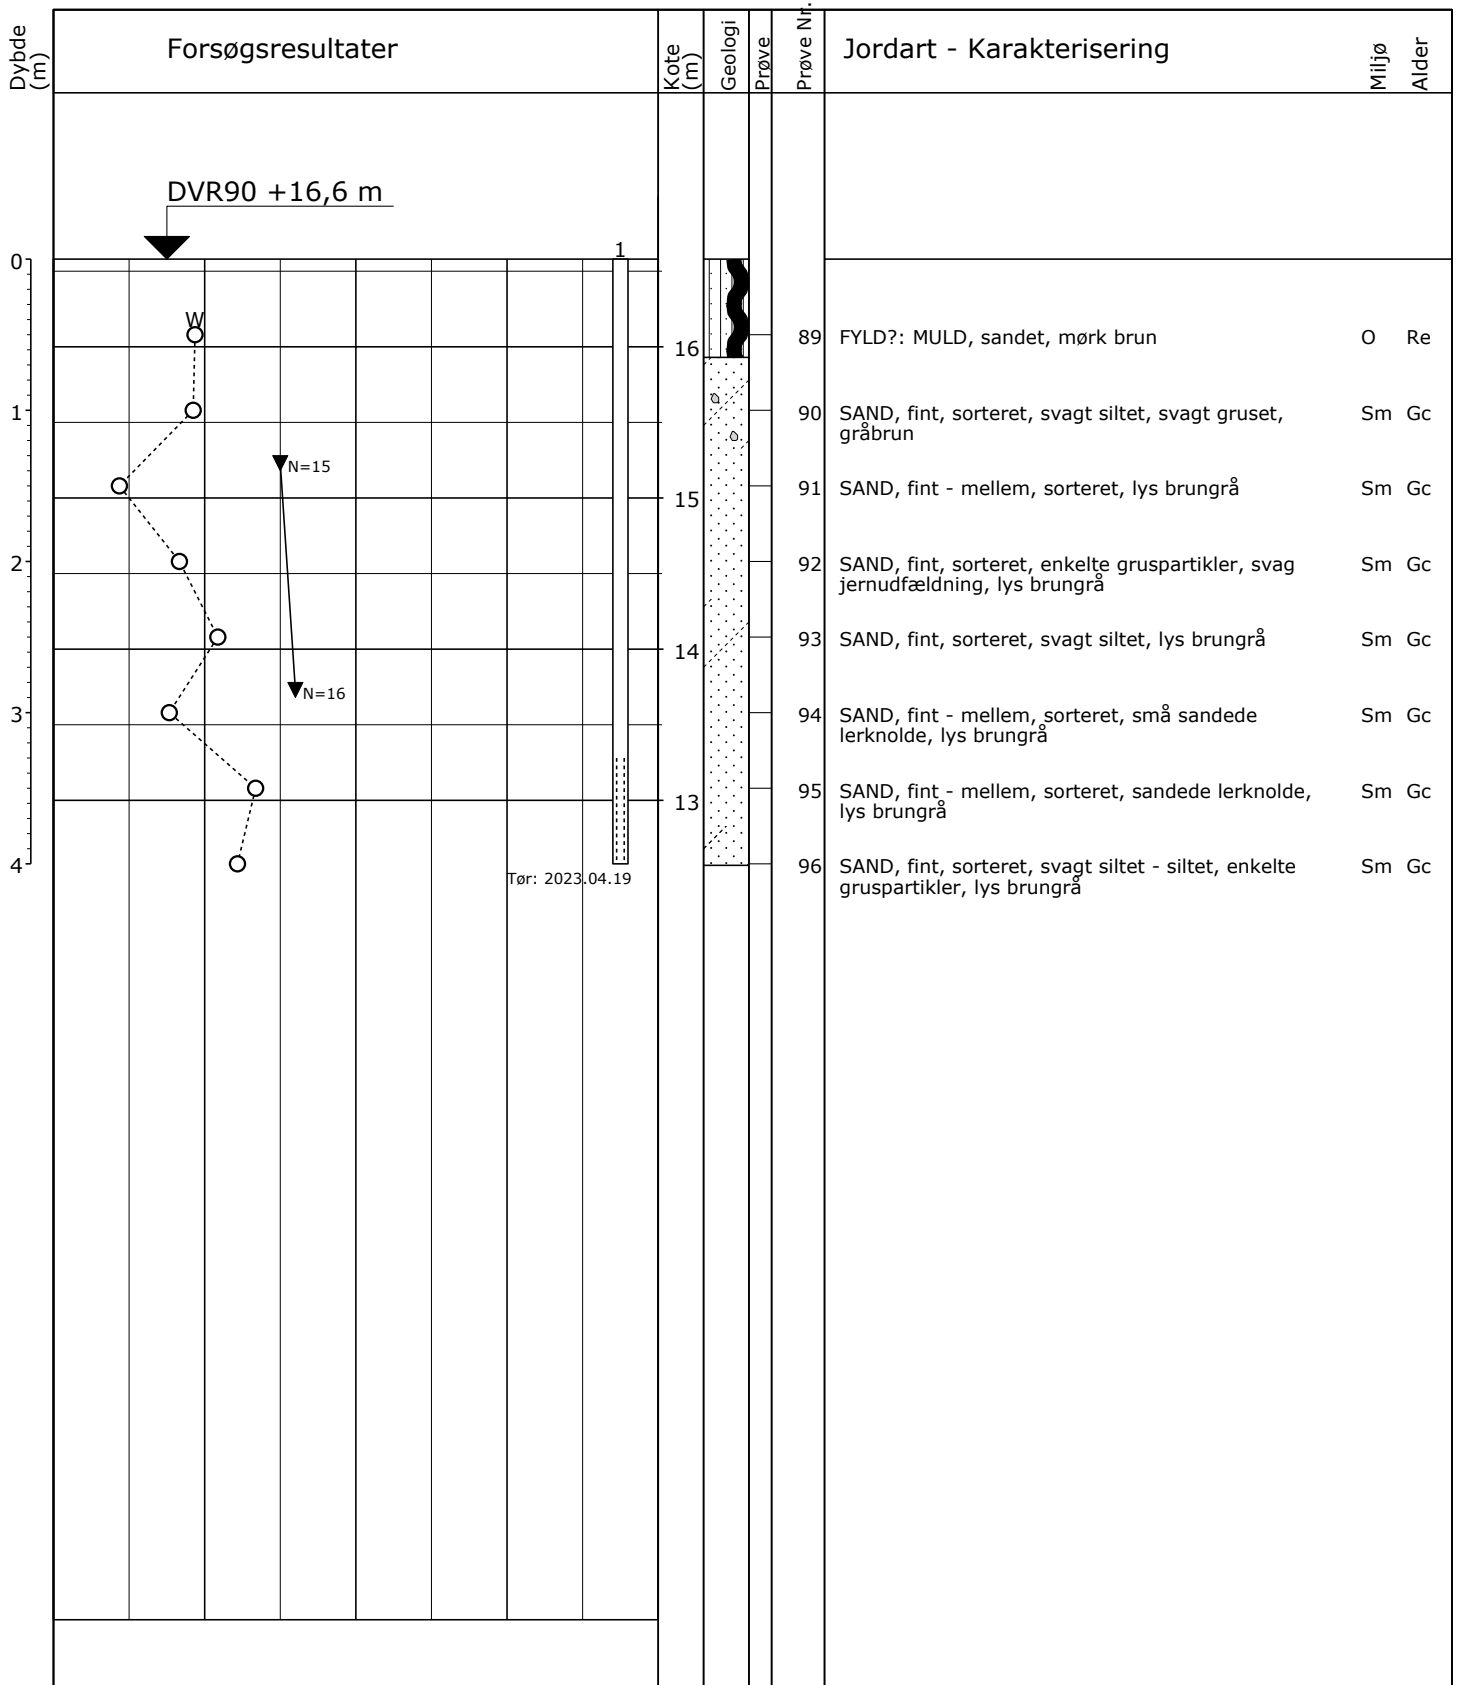 Dybde
(m)
Forsøgsresultater
Kote
(m)
Geologi
Prøve
Prøve Nr.
Jordart - Karakterisering
Miljø
Alder
DVR90 +16,6 m
1
0
W
16
89 FYLD?: MULD, sandet, mørk brun O Re
1
90 SAND, fint, sorteret, svagt siltet, svagt gruset, Sm Gc
gråbrun
N=15
15
91 SAND, fint - mellem, sorteret, lys brungrå Sm Gc
2
92 SAND, fint, sorteret, enkelte gruspartikler, svag Sm Gc
jernudfældning, lys brungrå
14
93 SAND, fint, sorteret, svagt siltet, lys brungrå Sm Gc
N=16
3
94 SAND, fint - mellem, sorteret, små sandede Sm Gc
lerknolde, lys brungrå
13
95 SAND, fint - mellem, sorteret, sandede lerknolde, Sm Gc
lys brungrå
4
Tør: 2023.04.19
96 SAND, fint, sorteret, svagt siltet - siltet, enkelte Sm Gc
gruspartikler, lys brungrå